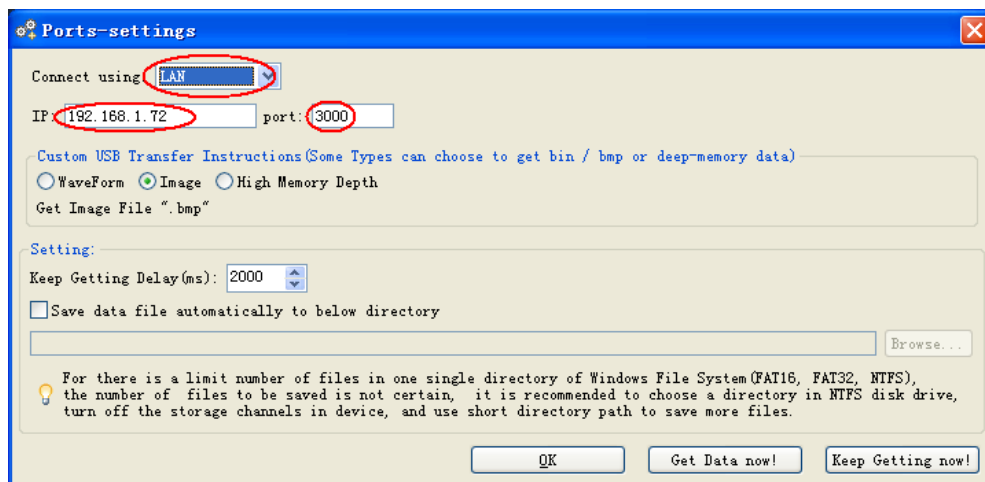 Ports-settings
Connect using: LAN
IP: 192.168.1.72 port: 3000
Custom USB Transfer Instructions(Some Types can choose to get bin / bmp or deep-memory data)
WaveForm Image High Memory Depth
Get Image File ".bmp"
Setting:
Keep Getting Delay(ms): 2000
Save data file automatically to below directory
Browse...
For there is a limit number of files in one single directory of Windows File System(FAT16, FAT32, NTFS),
the number of files to be saved is not certain, it is recommended to choose a directory in NTFS disk drive,
turn off the storage channels in device, and use short directory path to save more files.
OK Get Data now! Keep Getting now!